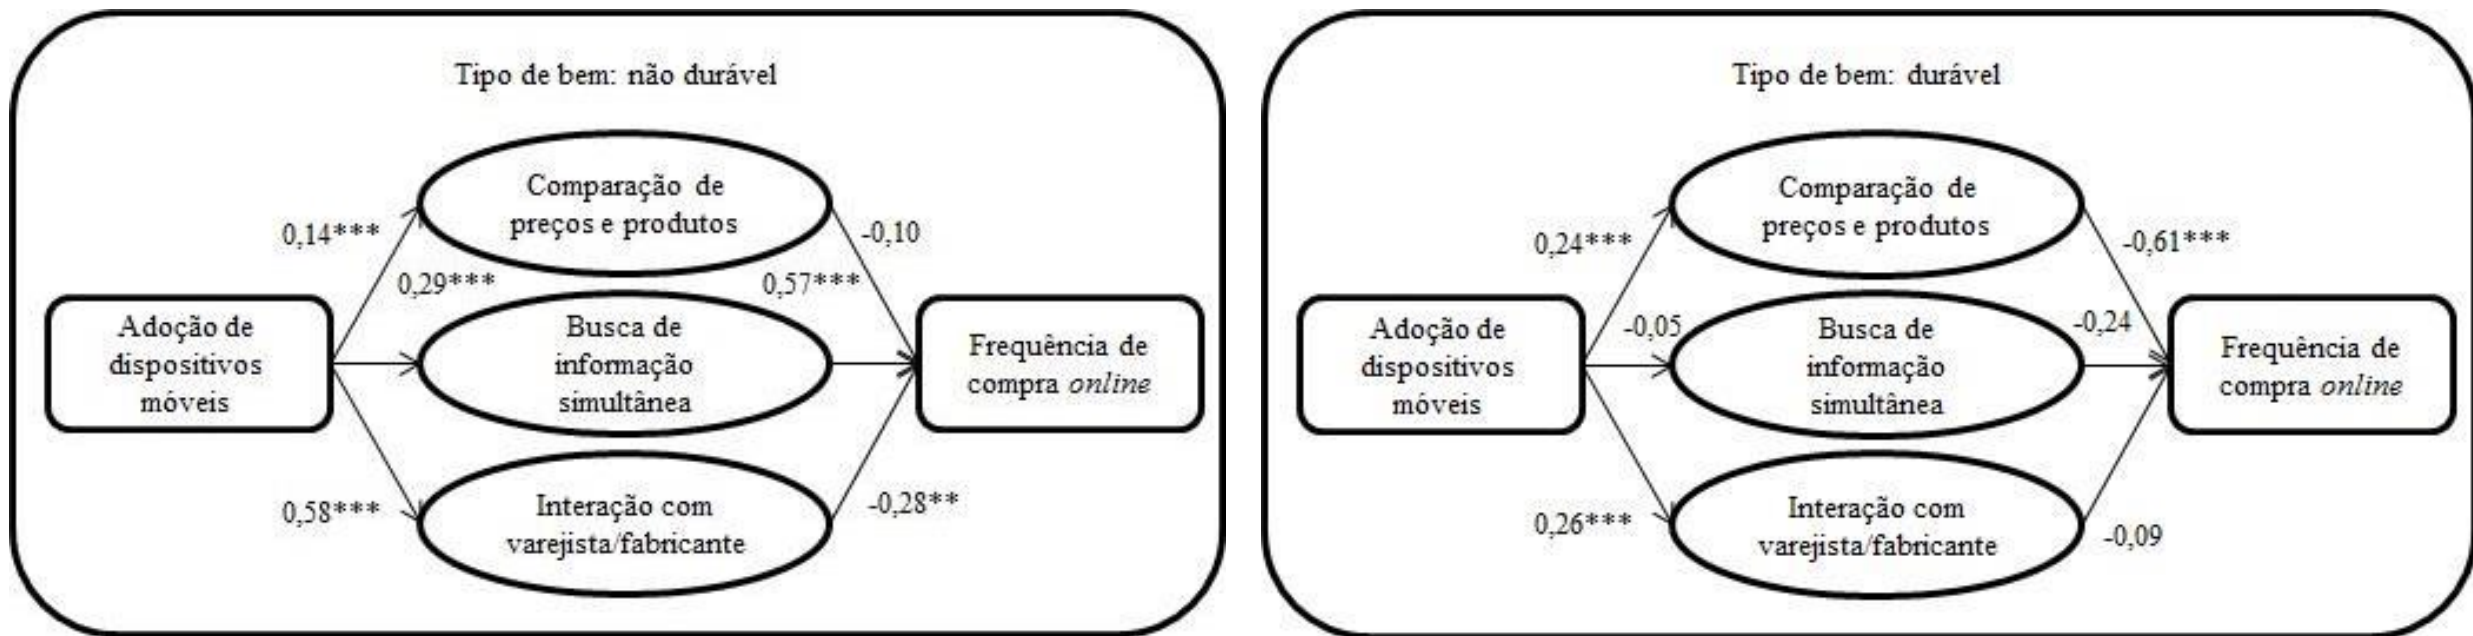 Tipo de bem: não durável
0,14***
Comparação de
preços e produtos
-0,10
0,29***
0,57***
Adoção de
dispositivos
móveis
Busca de
informação
simultânea
Frequência de
compra online
0,58***
Interação com
varejista/fabricante
-0,28**
Tipo de bem: durável
0,24***
Comparação de
preços e produtos
-0,61***
-0,05
-0,24
Adoção de
dispositivos
móveis
Busca de
informação
simultânea
Frequência de
compra online
0,26***
Interação com
varejista/fabricante
-0,09